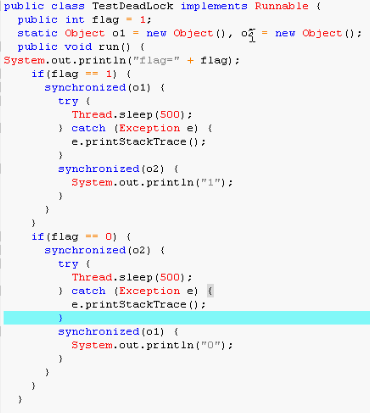 public class TestDeadLock implements Runnable {
public int flag = 1;
static Object o1 = new Object(), o2 = new Object();
public void run() {
System.out.println("flag=" + flag);
if(flag == 1) {
synchronized(o1) {
try {
Thread.sleep(500);
} catch (Exception e) {
e.printStackTrace();
}
synchronized(o2) {
System.out.println("1");
}
}
}
if(flag == 0) {
synchronized(o2) {
try {
Thread.sleep(500);
} catch (Exception e) {
e.printStackTrace();
}
synchronized(o1) {
System.out.println("0");
}
}
}
}